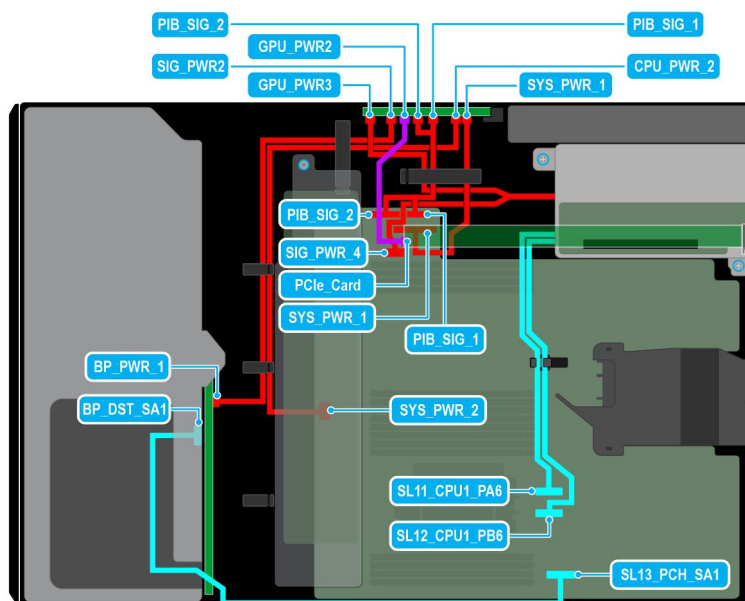 PIB_SIG_2
PIB_SIG_1
GPU_PWR2
SIG_PWR2
CPU_PWR_2
GPU_PWR3
SYS_PWR_1
PIB_SIG_2
SIG_PWR_4
PCIe_Card
SYS_PWR_1
PIB_SIG_1
BP_PWR_1
BP_DST_SA1
SYS_PWR_2
SL11_CPU1_PA6
SL12_CPU1_PB6
SL13_PCH_SA1